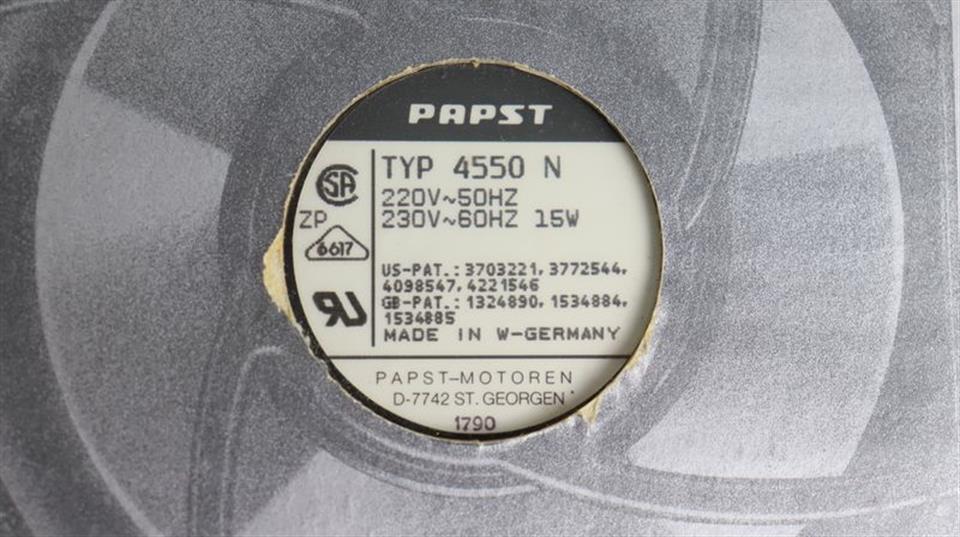 PAPST
TYP 4550 N
220V~50HZ
230V~60HZ 15W
SA
ZP
6617
US-PAT.: 3703221, 3772544,
4098547, 4221546
GB-PAT.: 1324890, 1534884,
1534885
MADE IN W-GERMANY
PAPST-MOTOREN
D-7742 ST. GEORGEN
1790